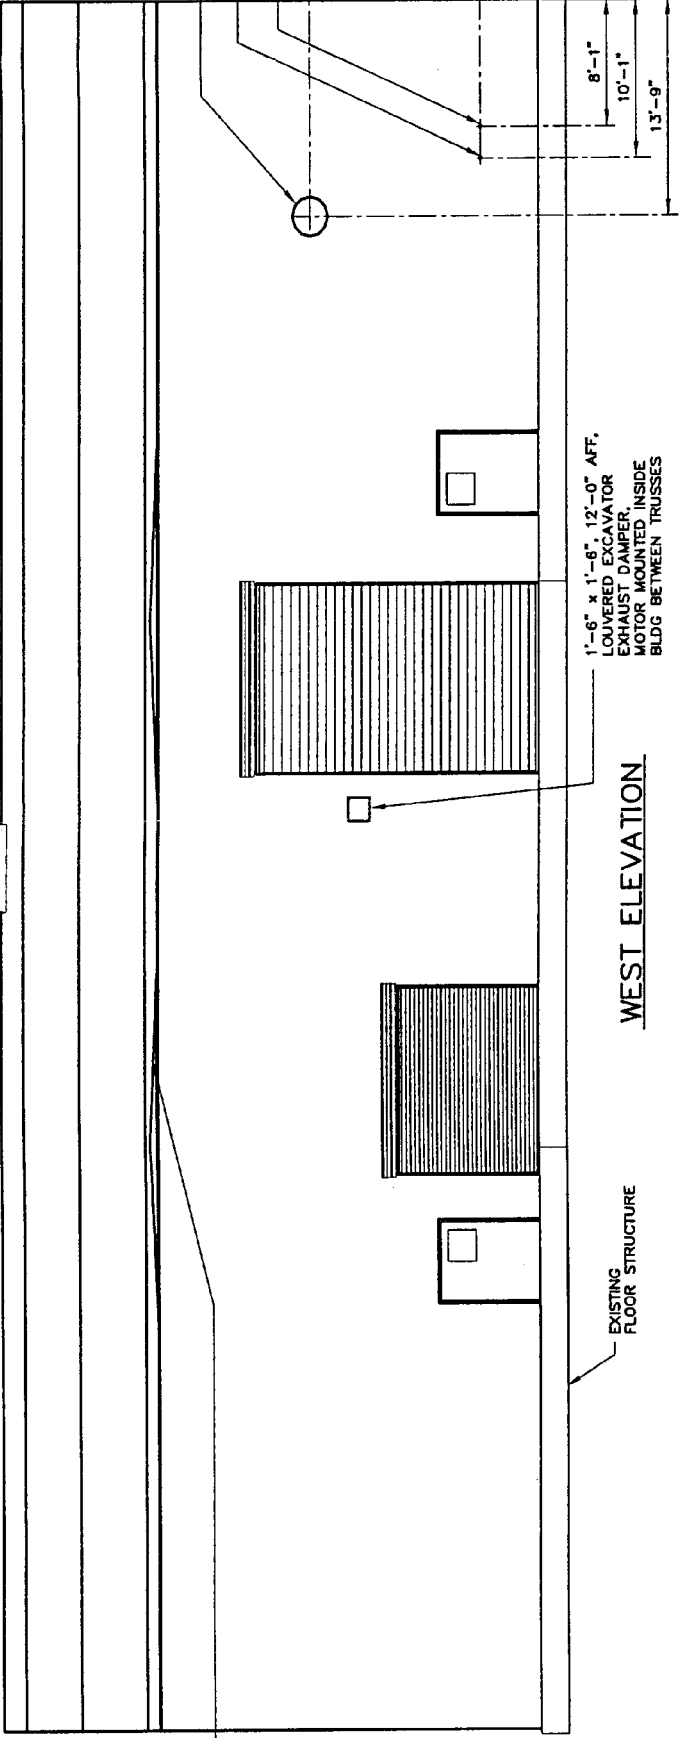 8'-1"
10'-1"
13'-9"
1'-6" x 1'-6", 12'-0" AFF,
LOUVERED EXCAVATOR
EXHAUST DAMPER,
MOTOR MOUNTED INSIDE
BLDG BETWEEN TRUSSES
WEST ELEVATION
EXISTING
FLOOR STRUCTURE